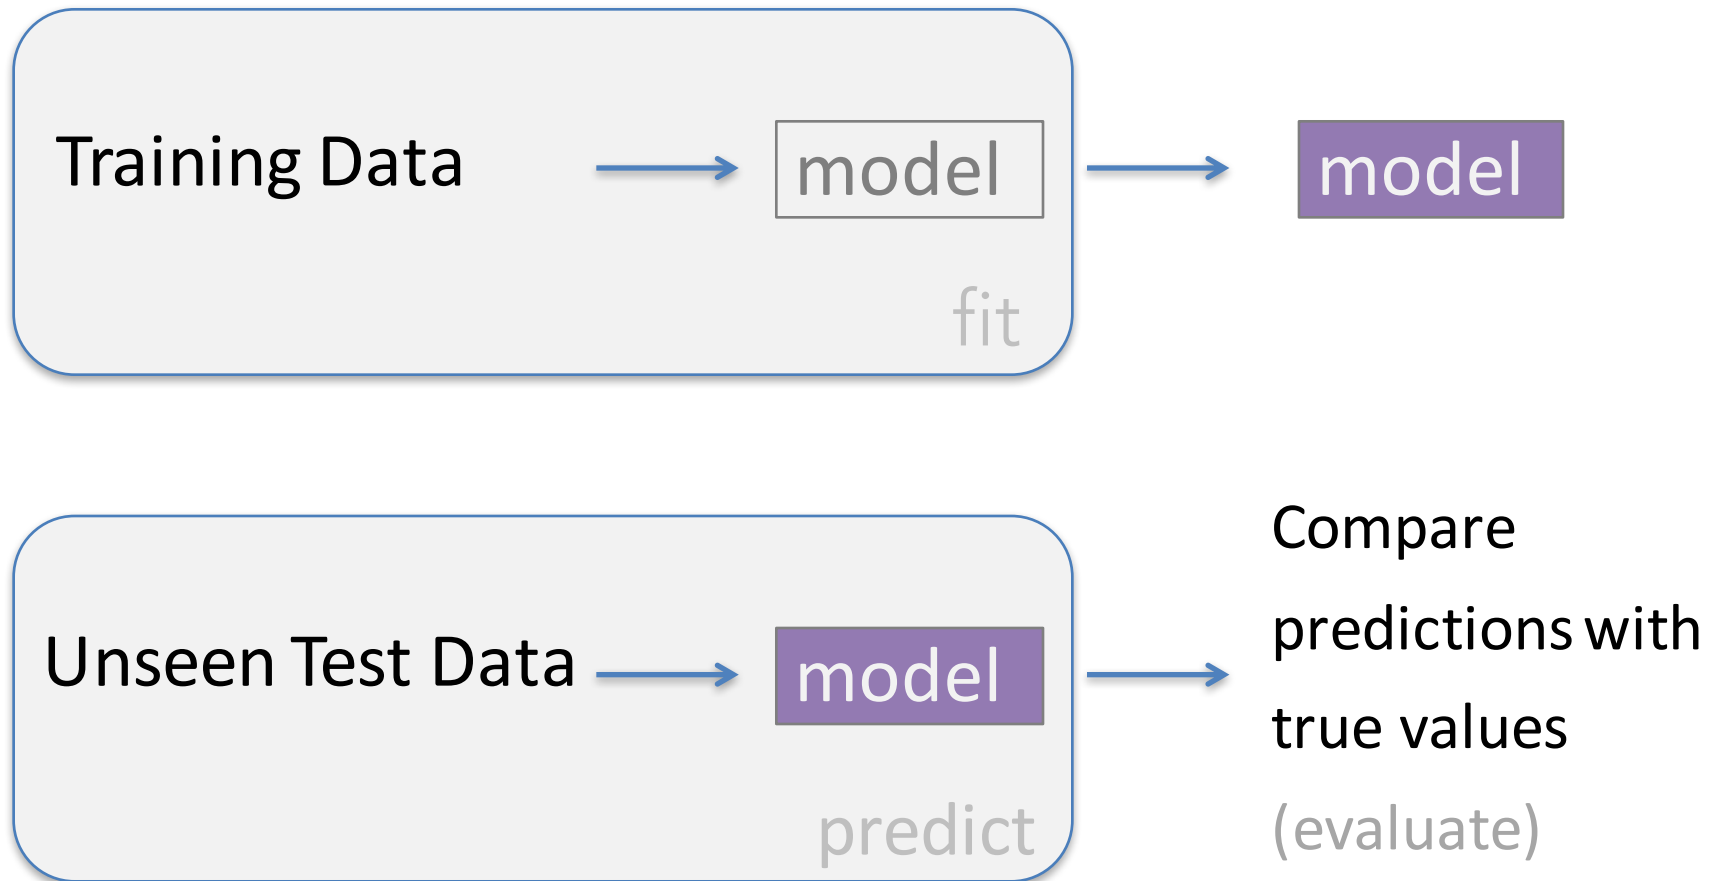 Training Data
model
model
fit
Unseen Test Data
model
predict
Compare
predictions with
true values
(evaluate)